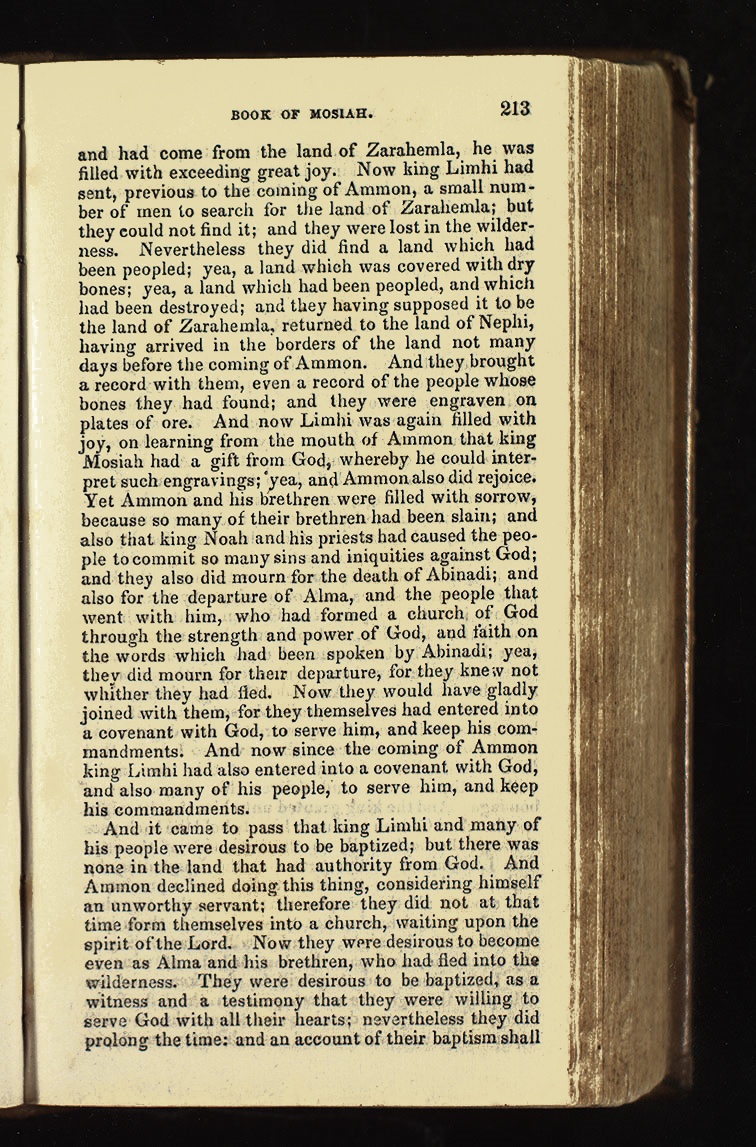 BOOK OF MOSIAH. 213
and had come from the land of Zarahemla, he was
filled with exceeding great joy. Now king Limhi had
sent, previous to the coming of Ammon, a small num-
ber of men to search for the land of Zarahemla; but
they could not find it; and they were lost in the wilder-
ness. Nevertheless they did find a land which had
been peopled; yea, a land which was covered with dry
bones; yea, a land which had been peopled, and which
had been destroyed; and they having supposed it to be
the land of Zarahemla, returned to the land of Nephi,
having arrived in the borders of the land not many
days before the coming of Ammon. And they brought
a record with them, even a record of the people whose
bones they had found; and they were engraven on
plates of ore. And now Limhi was again filled with
joy, on learning from the mouth of Ammon that king
Mosiah had a gift from God, whereby he could inter-
pret such engravings; yea, and Ammon also did rejoice.
Yet Ammon and his brethren were filled with sorrow,
because so many of their brethren had been slain; and
also that king Noah and his priests had caused the peo-
ple to commit so many sins and iniquities against God;
and they also did mourn for the death of Abinadi; and
also for the departure of Alma, and the people that
went with him, who had formed a church of God
through the strength and power of God, and faith on
the words which had been spoken by Abinadi; yea,
they did mourn for their departure, for they knew not
whither they had fled. Now they would have gladly
joined with them, for they themselves had entered into
a covenant with God, to serve him, and keep his com-
mandments. And now since the coming of Ammon
king Limhi had also entered into a covenant with God,
and also many of his people, to serve him, and keep
his commandments.
And it came to pass that king Limhi and many of
his people were desirous to be baptized; but there was
none in the land that had authority from God. And
Ammon declined doing this thing, considering himself
an unworthy servant; therefore they did not at that
time form themselves into a church, waiting upon the
spirit of the Lord. Now they were desirous to become
even as Alma and his brethren, who had fled into the
wilderness. They were desirous to be baptized, as a
witness and a testimony that they were willing to
serve God with all their hearts; nevertheless they did
prolong the time: and an account of their baptism shall